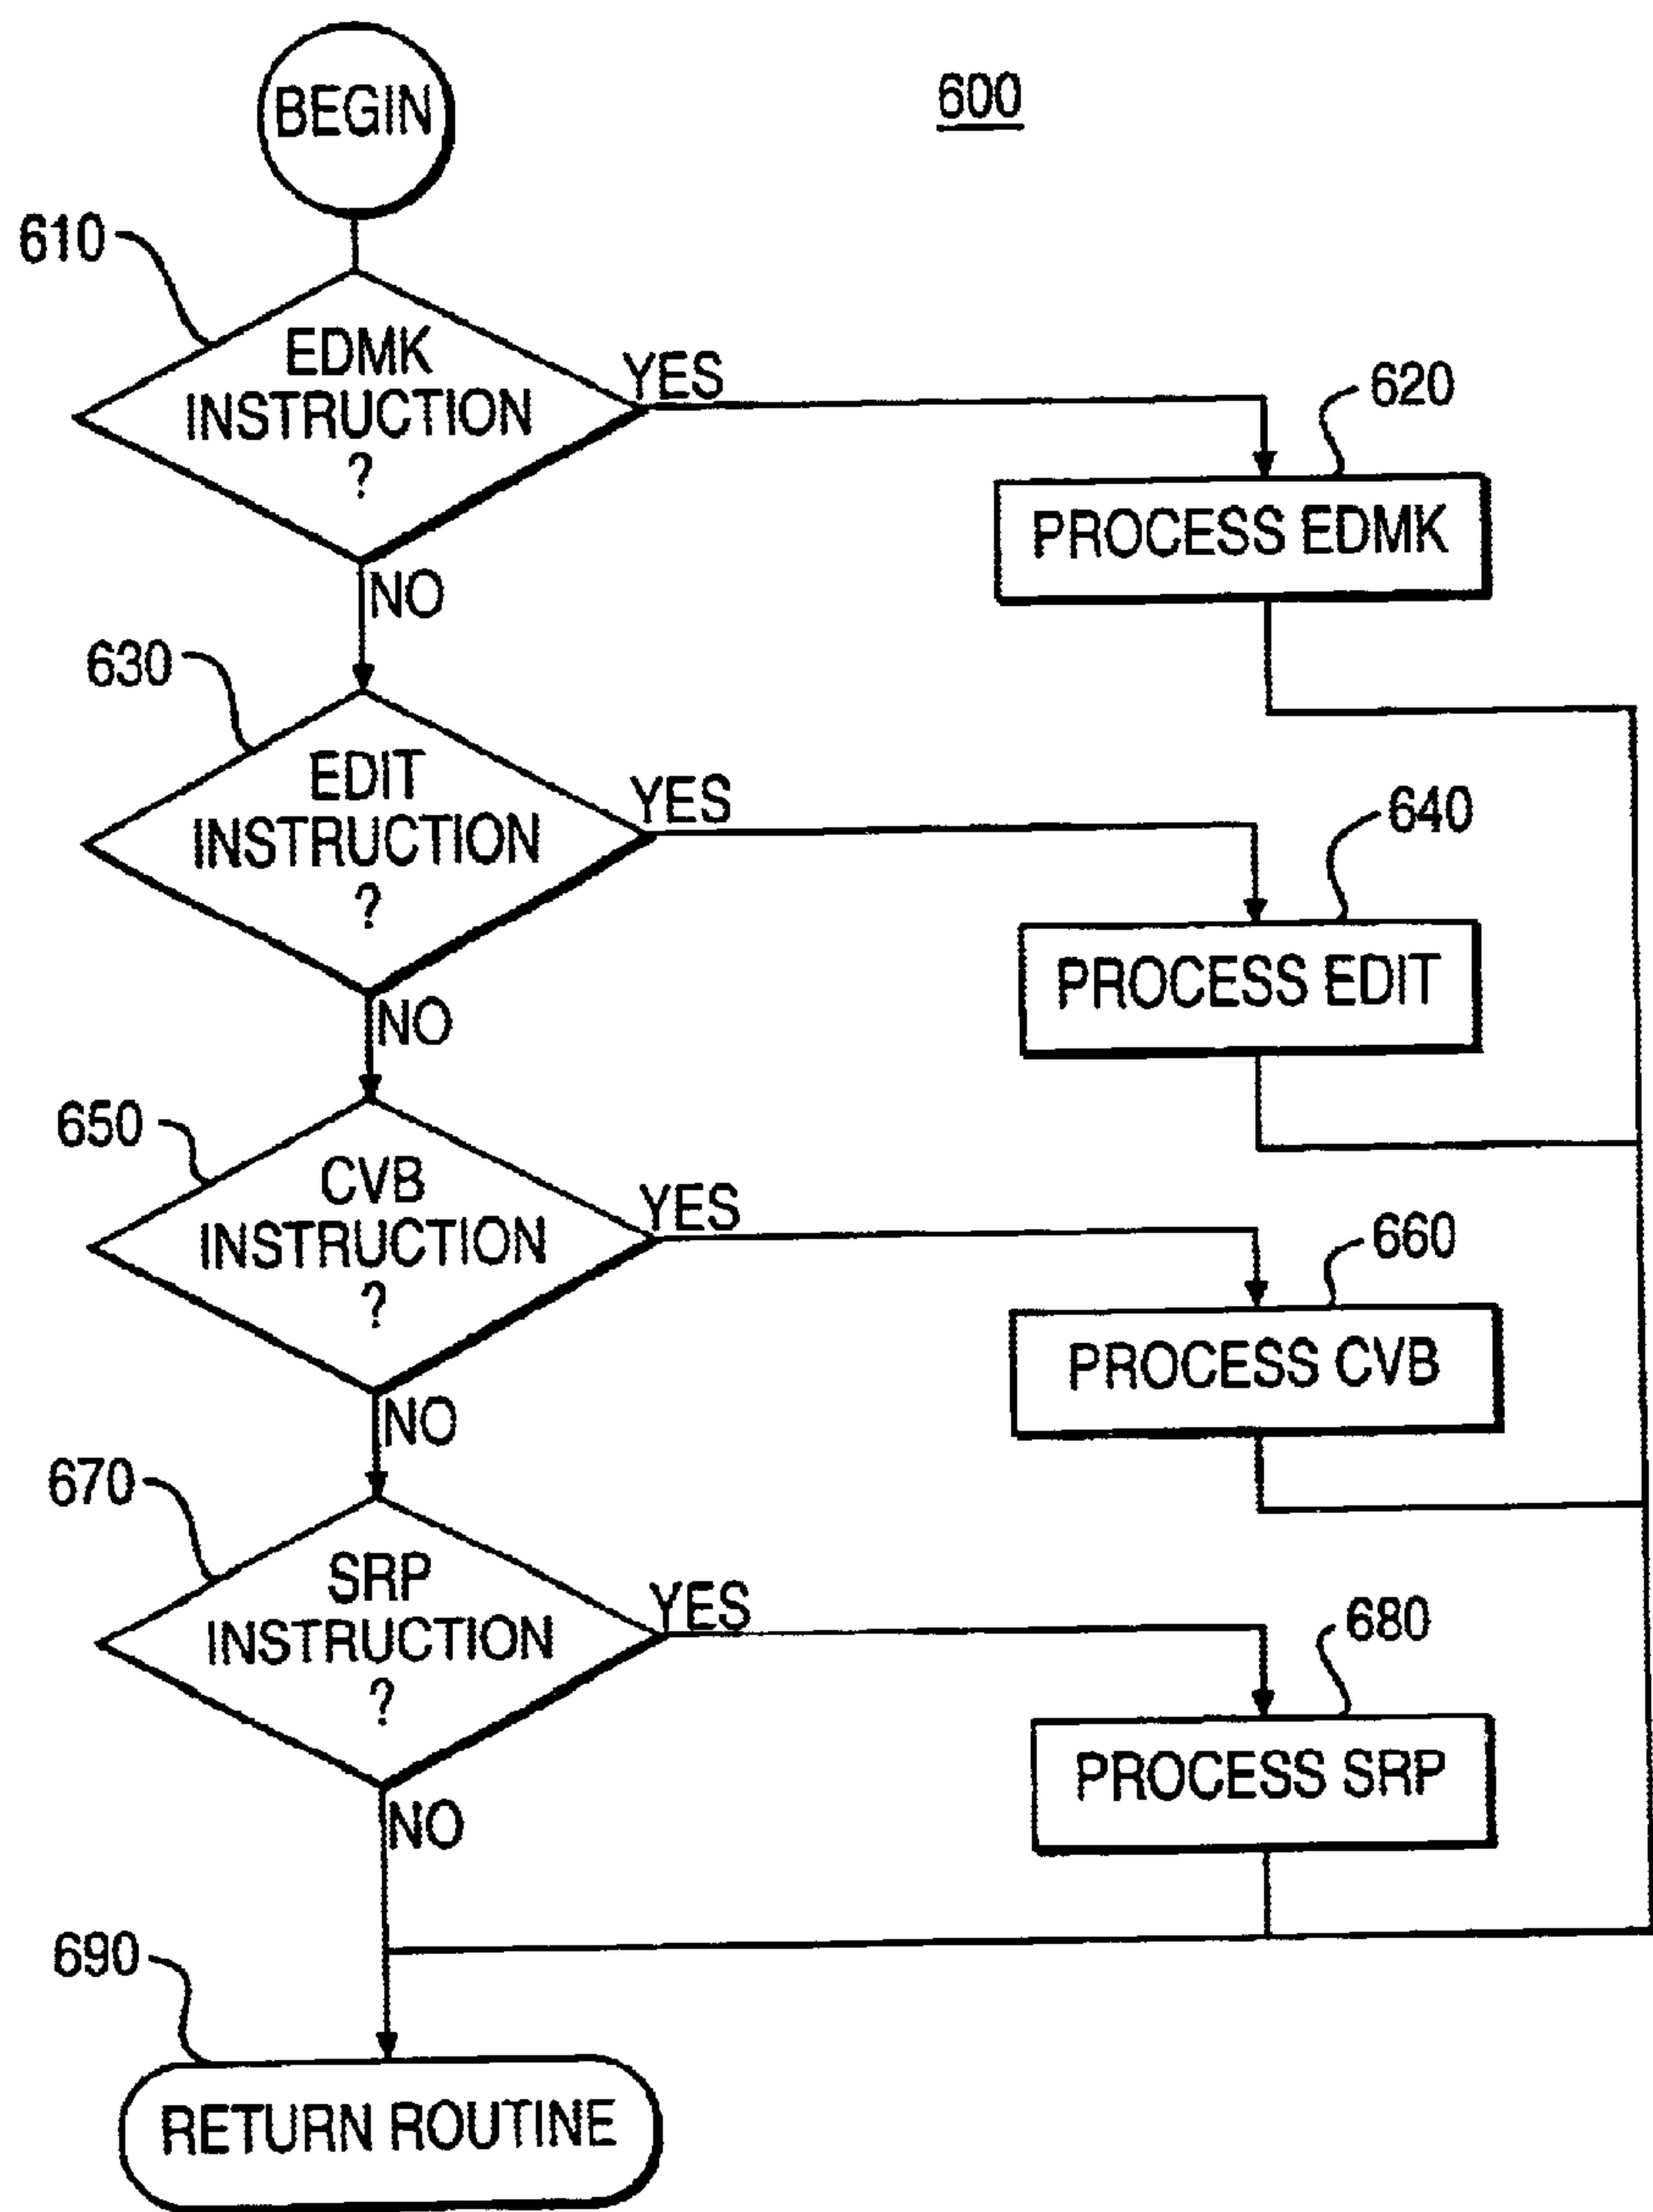 BEGIN
600
610
EDMK
INSTRUCTION
?
YES
620
PROCESS EDMK
NO
630
EDIT
INSTRUCTION
?
YES
640
PROCESS EDIT
NO
650
CVB
INSTRUCTION
?
YES
660
PROCESS CVB
NO
670
SRP
INSTRUCTION
?
YES
680
PROCESS SRP
NO
690
RETURN ROUTINE